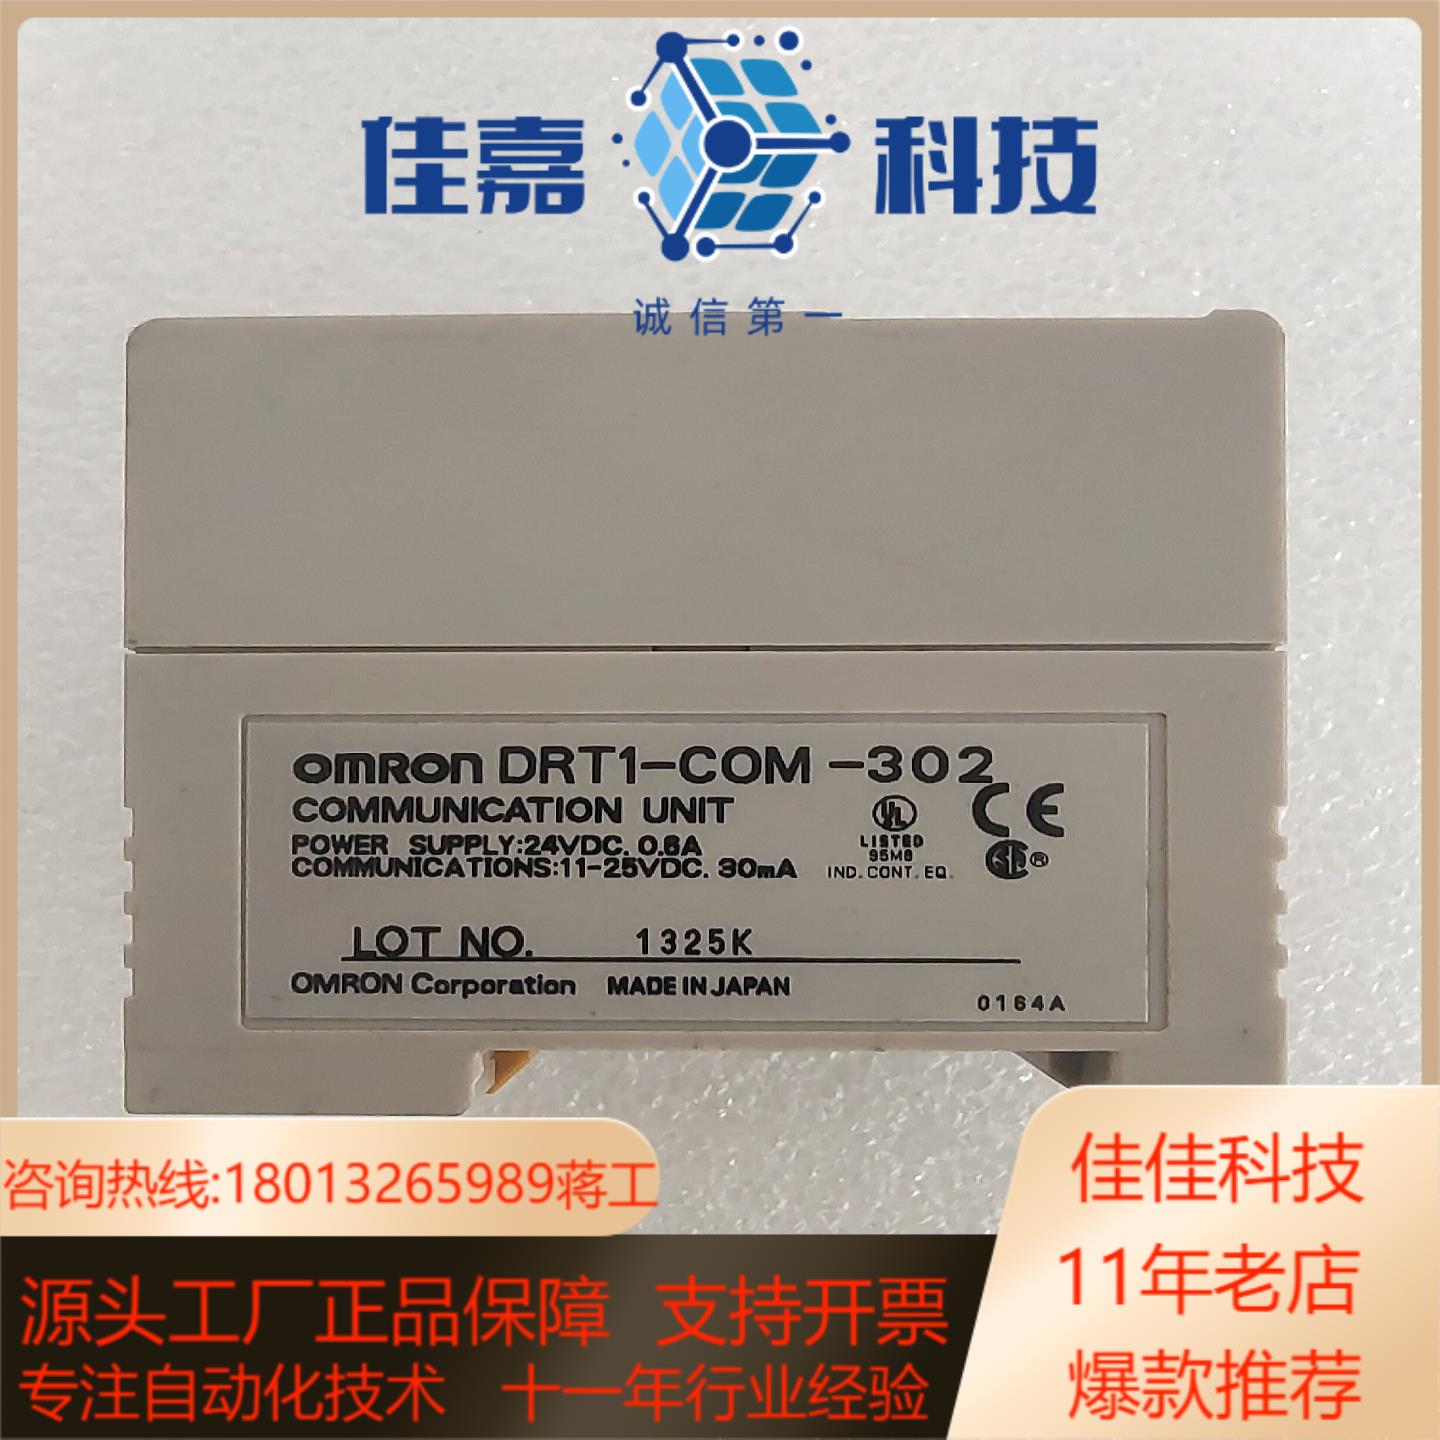 佳嘉 科技
诚信第一
OMRON DRT1-COM-302
COMMUNICATION UNIT
POWER SUPPLY:24VDC. 0.6A
COMMUNICATIONS:11-25VDC. 30mA
UL
LISTED
95M8
IND. CONT. EQ.
CE
SA®
LOT NO. 1325K
OMRON Corporation MADE IN JAPAN
0164A
咨询热线:18013265989蒋工
源头工厂正品保障 支持开票
专注自动化技术 十一年行业经验
佳佳科技
11年老店
爆款推荐